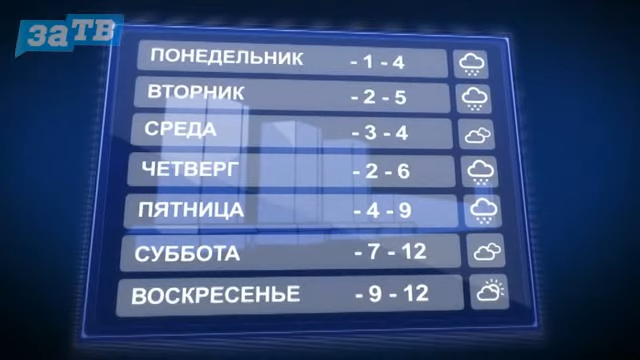 заТВ
ПОНЕДЕЛЬНИК - 1 - 4
ВТОРНИК - 2 - 5
СРЕДА - 3 - 4
ЧЕТВЕРГ - 2 - 6
ПЯТНИЦА - 4 - 9
СУББОТА - 7 - 12
ВОСКРЕСЕНЬЕ - 9 - 12